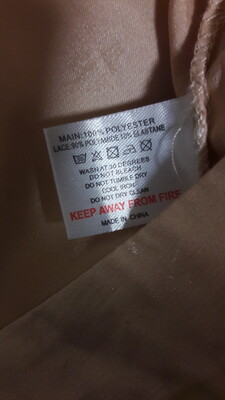 MAIN:100% POLYESTER
LACE:90% POLYAMIDE 10% ELASTANE
WASH AT 30 DEGREES
DO NOT BLEACH
DO NOT TUMBLE DRY
COOL IRON
DO NOT DRY CLEAN
KEEP AWAY FROM FIRE
MADE IN CHINA